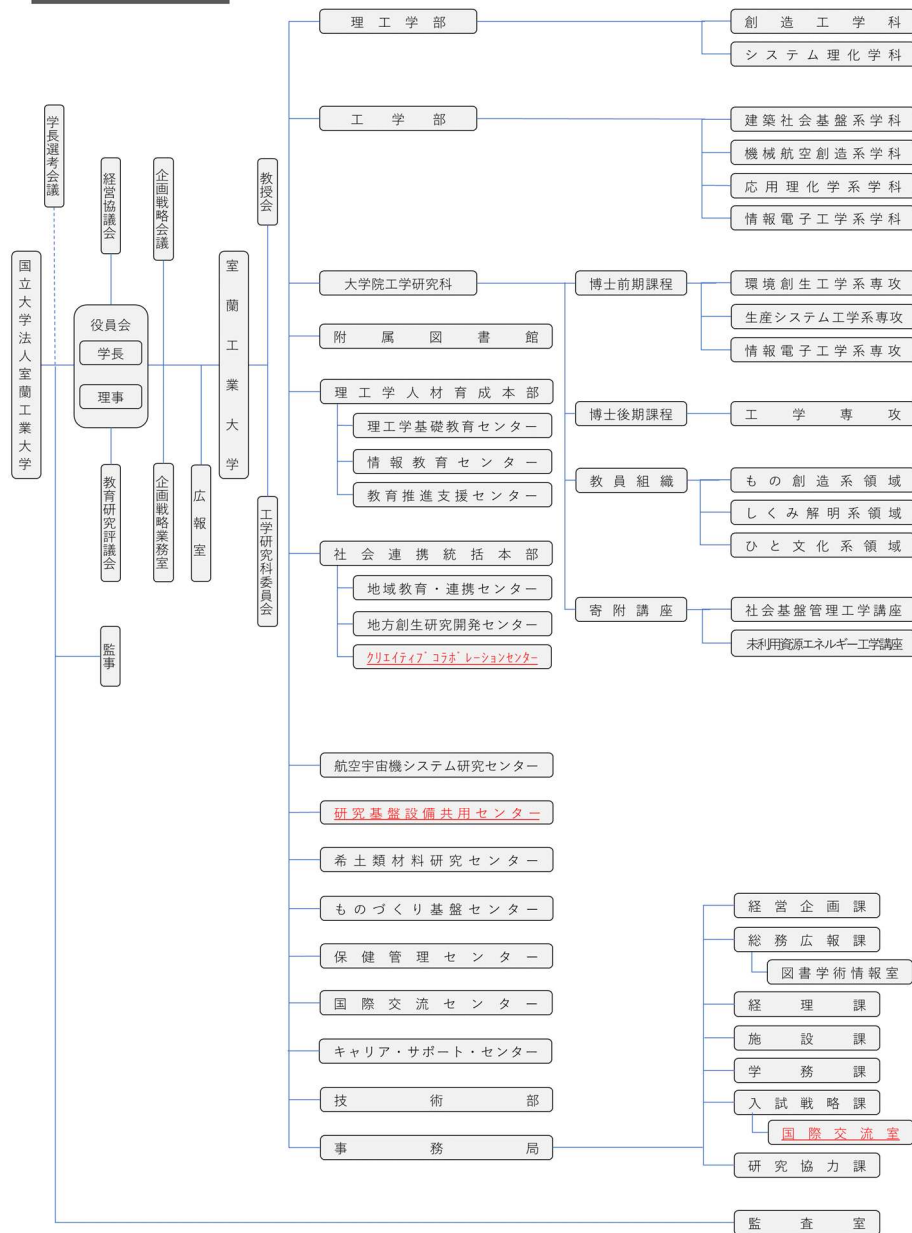 国立大学法人室蘭工業大学
学長選考会議
経営協議会
役員会
学長
理事
教育研究評議会
監事
企画戦略会議
企画戦略業務室
広報室
室蘭工業大学
教授会
工学研究科委員会
理工学部
創造工学科
システム理化学科
工学部
建築社会基盤系学科
機械航空創造系学科
応用理化学系学科
情報電子工学系学科
大学院工学研究科
博士前期課程
環境創生工学系専攻
生産システム工学系専攻
情報電子工学系専攻
博士後期課程
工学専攻
教員組織
もの創造系領域
しくみ解明系領域
ひと文化系領域
寄附講座
社会基盤管理工学講座
未利用資源エネルギー工学講座
附属図書館
理工学人材育成本部
理工学基礎教育センター
情報教育センター
教育推進支援センター
社会連携統括本部
地域教育・連携センター
地方創生研究開発センター
クリエイティブコラボレーションセンター
航空宇宙機システム研究センター
研究基盤設備共用センター
希土類材料研究センター
ものづくり基盤センター
保健管理センター
国際交流センター
キャリア・サポート・センター
技術部
事務局
経営企画課
総務広報課
図書学術情報室
経理課
施設課
学務課
入試戦略課
国際交流室
研究協力課
監査室